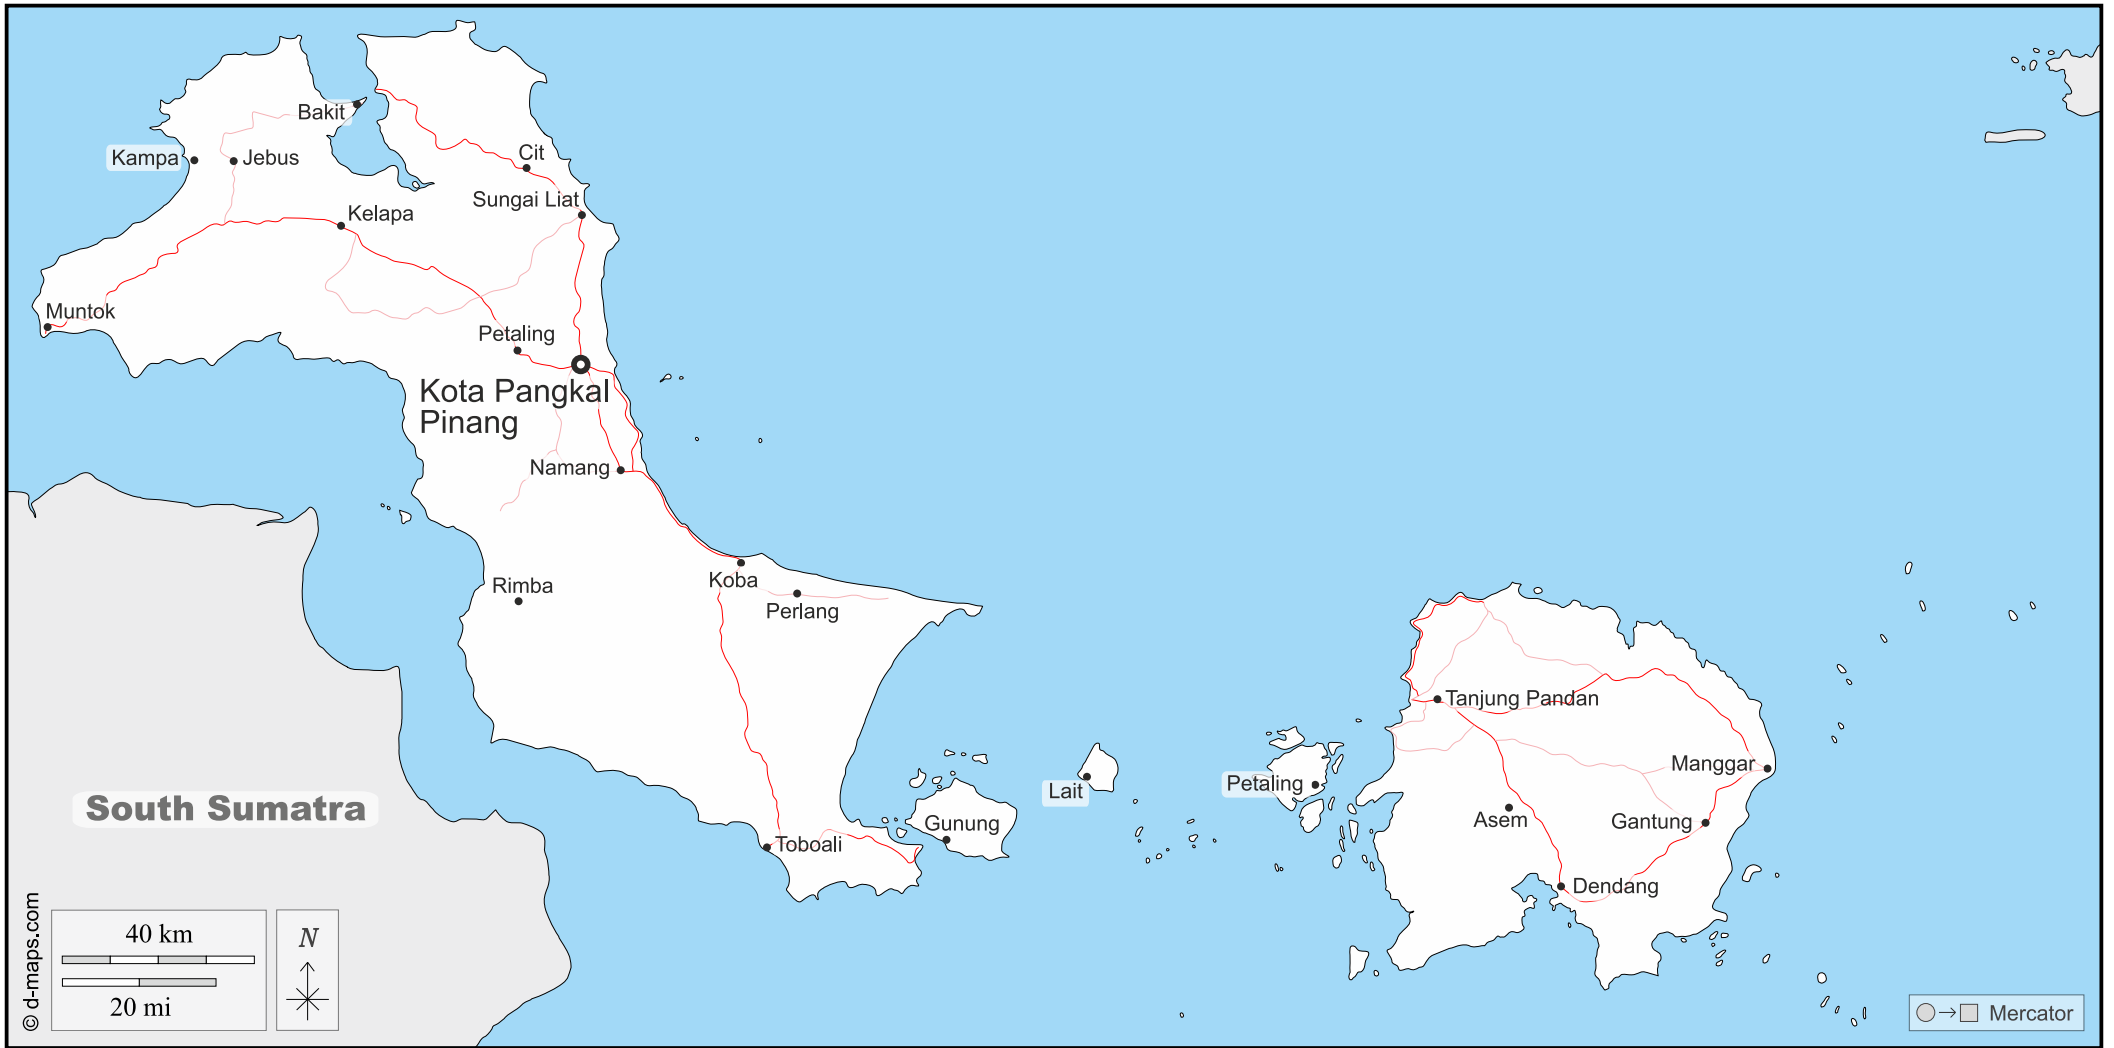 Bakit
Kampa
Jebus
Cit
Sungai Liat
Kelapa
Muntok
Petaling
Kota Pangkal
Pinang
Namang
Rimba
Koba
Perlang
Tanjung Pandan
Manggar
Petaling
Lait
South Sumatra
Gunung
Asem
Gantung
Toboali
Dendang
40 km
20 mi
N
© d-maps.com
Mercator